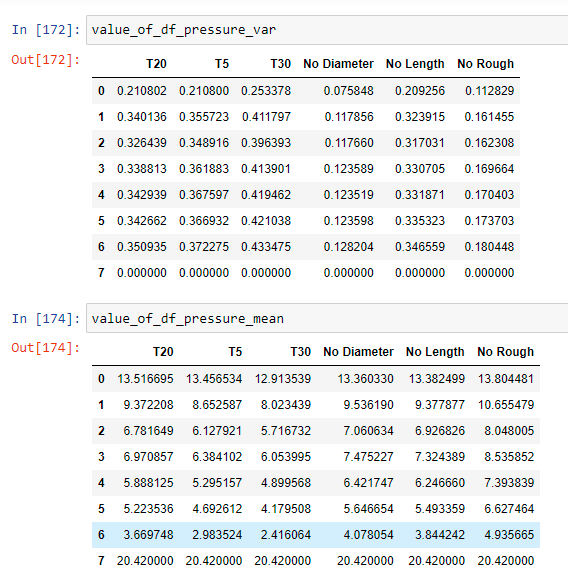 In [172]: value_of_df_pressure_var
Out[172]:
T20 T5 T30 No Diameter No Length No Rough
0 0.210802 0.210800 0.253378 0.075848 0.209256 0.112829
1 0.340136 0.355723 0.411797 0.117856 0.323915 0.161455
2 0.326439 0.348916 0.396393 0.117660 0.317031 0.162308
3 0.338813 0.361883 0.413901 0.123589 0.330705 0.169664
4 0.342939 0.367597 0.419462 0.123519 0.331871 0.170403
5 0.342662 0.366932 0.421038 0.123598 0.335323 0.173703
6 0.350935 0.372275 0.433475 0.128204 0.346559 0.180448
7 0.000000 0.000000 0.000000 0.000000 0.000000 0.000000
In [174]: value_of_df_pressure_mean
Out[174]:
T20 T5 T30 No Diameter No Length No Rough
0 13.516695 13.456534 12.913539 13.360330 13.382499 13.804481
1 9.372208 8.652587 8.023439 9.536190 9.377877 10.655479
2 6.781649 6.127921 5.716732 7.060634 6.926826 8.048005
3 6.970857 6.384102 6.053995 7.475227 7.324389 8.535852
4 5.888125 5.295157 4.899568 6.421747 6.246660 7.393839
5 5.223536 4.692612 4.179508 5.646654 5.493359 6.627464
6 3.669748 2.983524 2.416064 4.078054 3.844242 4.935665
7 20.420000 20.420000 20.420000 20.420000 20.420000 20.420000